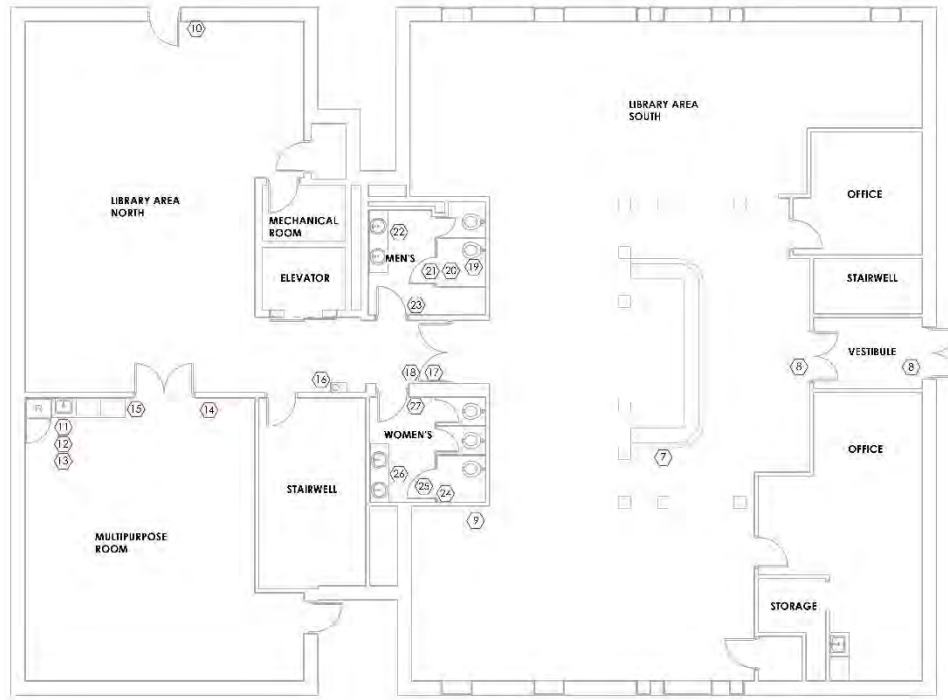 10
LIBRARY AREA
SOUTH
LIBRARY AREA
NORTH
OFFICE
MECHANICAL
ROOM
22
MEN'S
21
20
19
ELEVATOR
STAIRWELL
23
VESTIBULE
8
8
16
18
17
15
14
27
11
12
13
WOMEN'S
26
25
24
OFFICE
7
STAIRWELL
9
MULTIPURPOSE
ROOM
STORAGE